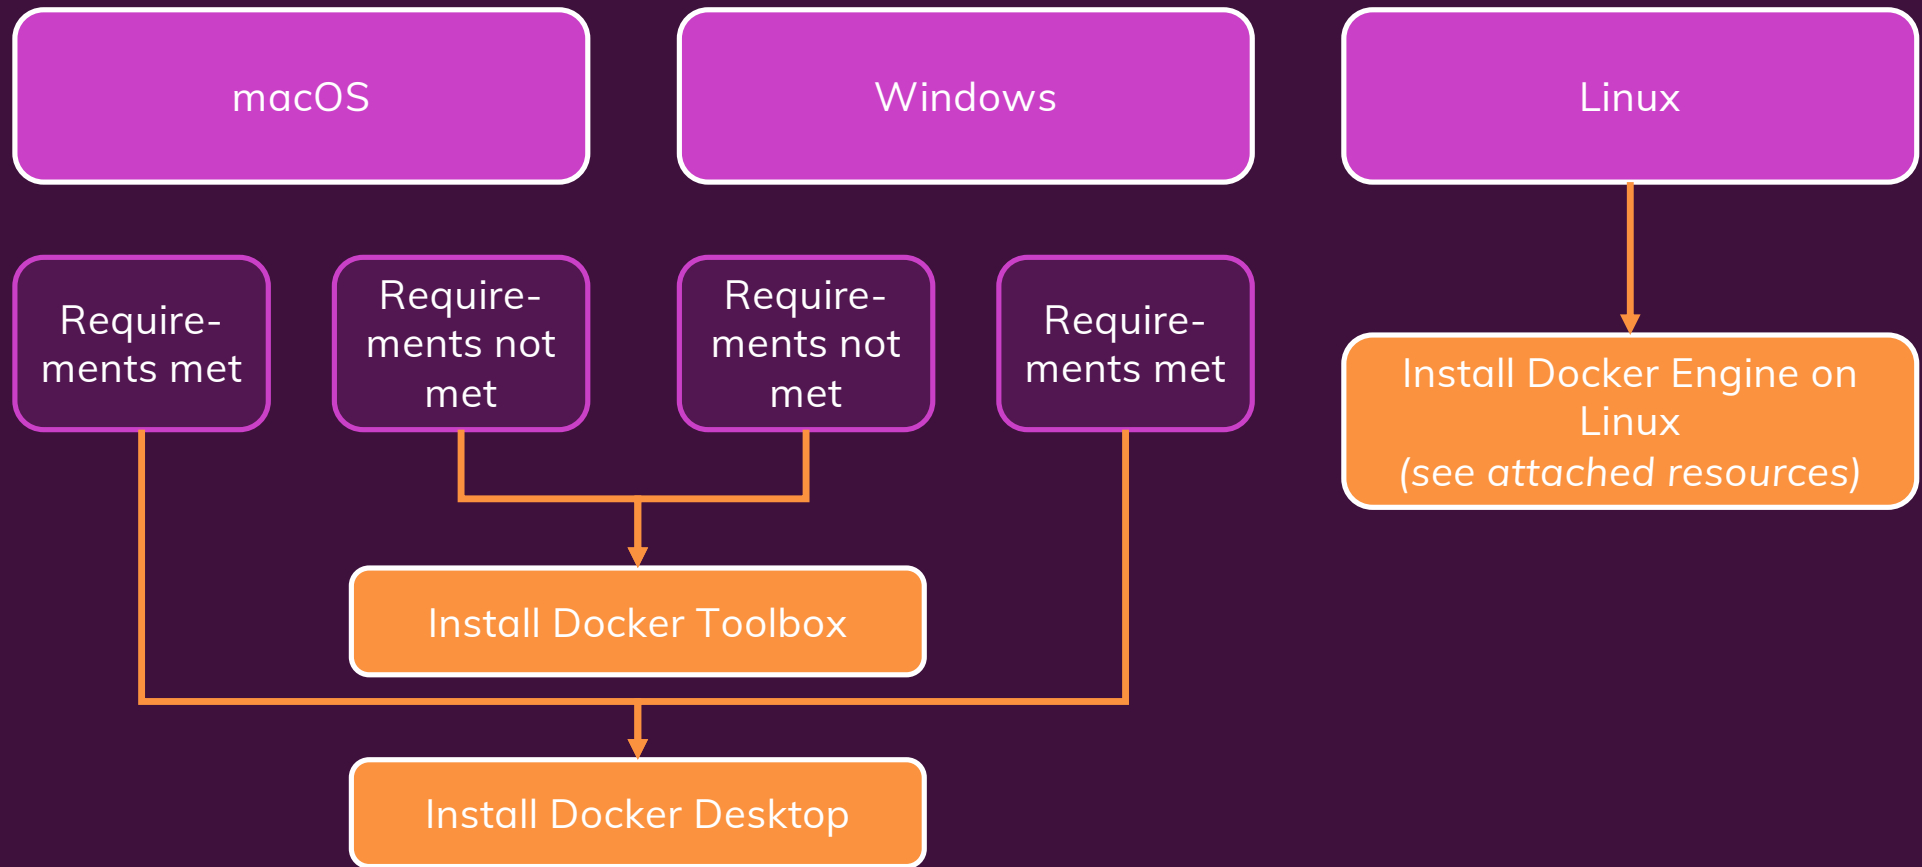 macOS
Windows
Linux
Require-
ments met
Require-
ments not
met
Require-
ments not
met
Require-
ments met
Install Docker Engine on
Linux
(see attached resources)
Install Docker Toolbox
Install Docker Desktop